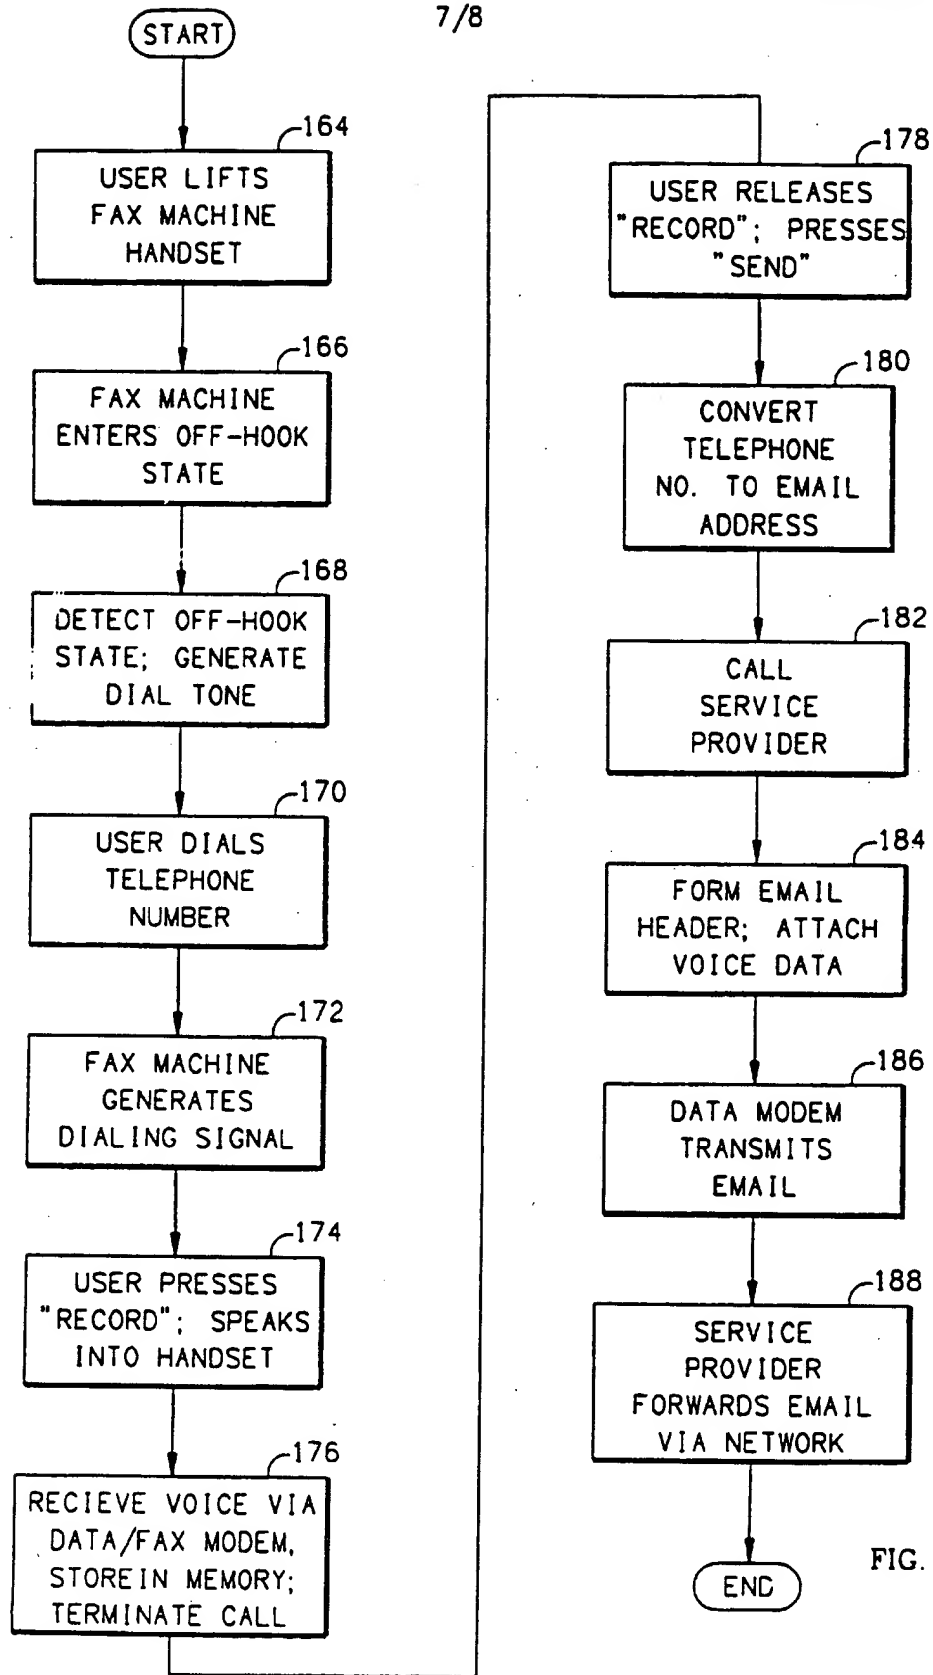 7/8
START
164
USER LIFTS
FAX MACHINE
HANDSET
166
FAX MACHINE
ENTERS OFF-HOOK
STATE
168
DETECT OFF-HOOK
STATE; GENERATE
DIAL TONE
170
USER DIALS
TELEPHONE
NUMBER
172
FAX MACHINE
GENERATES
DIALING SIGNAL
174
USER PRESSES
"RECORD"; SPEAKS
INTO HANDSET
176
RECIEVE VOICE VIA
DATA/FAX MODEM,
STOREIN MEMORY;
TERMINATE CALL
178
USER RELEASES
"RECORD"; PRESSES
"SEND"
180
CONVERT
TELEPHONE
NO. TO EMAIL
ADDRESS
182
CALL
SERVICE
PROVIDER
184
FORM EMAIL
HEADER; ATTACH
VOICE DATA
186
DATA MODEM
TRANSMITS
EMAIL
188
SERVICE
PROVIDER
FORWARDS EMAIL
VIA NETWORK
END
FIG.